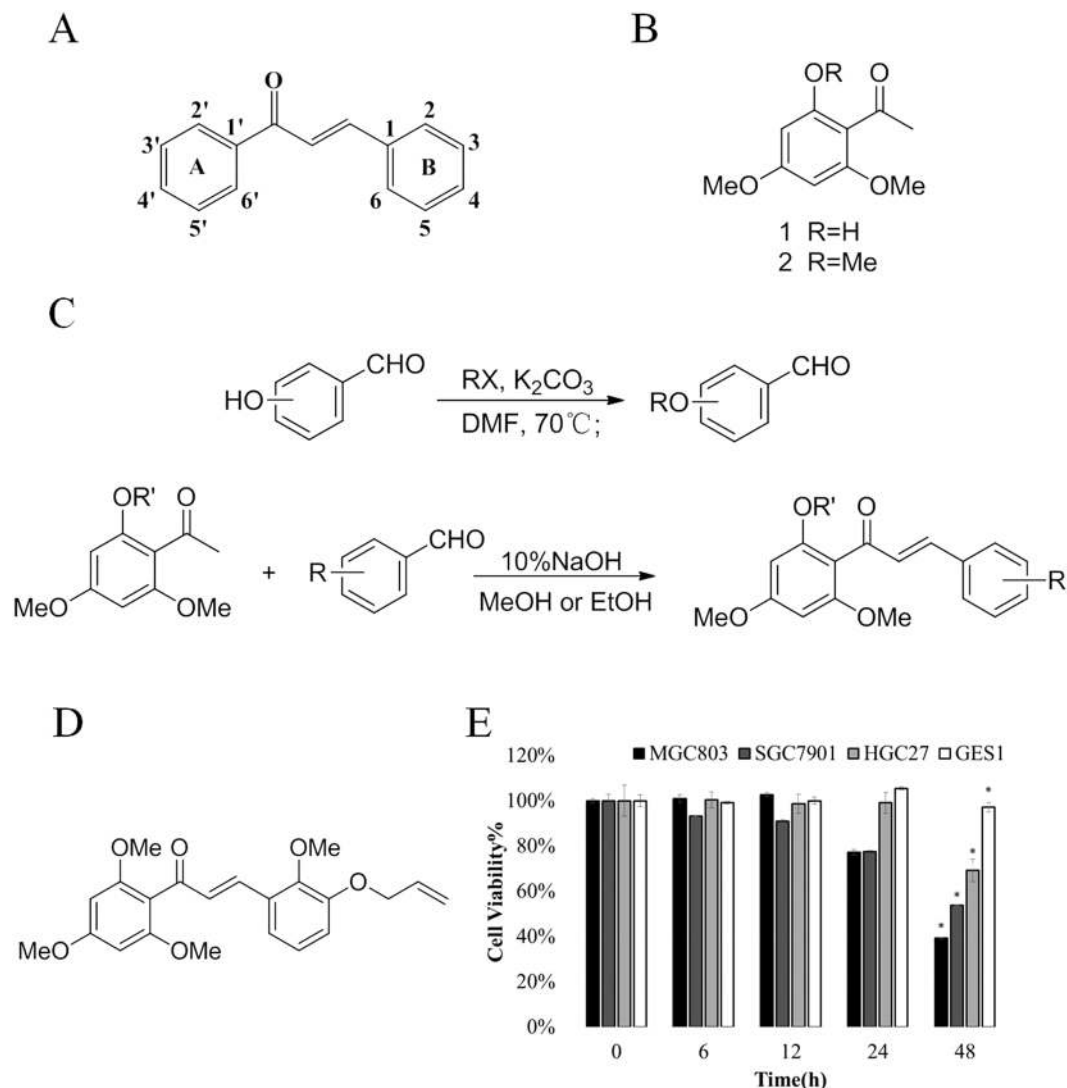 A
B
O
2' 1' 2
3' 1 3
A B
4' 6' 6 4
5' 5
OR O
MeO OMe
1 R=H
2 R=Me
C
HO CHO
RX, K₂CO₃
DMF, 70℃;
RO CHO
OR' O
MeO OMe
+
R CHO
10%NaOH
MeOH or EtOH
OR' O
MeO OMe R
D
OMe O OMe
O
MeO OMe
E
MGC803 SGC7901 HGC27 GES1
Cell Viability%
120%
100%
80%
60%
40%
20%
0%
* * * *
0 6 12 24 48
Time(h)